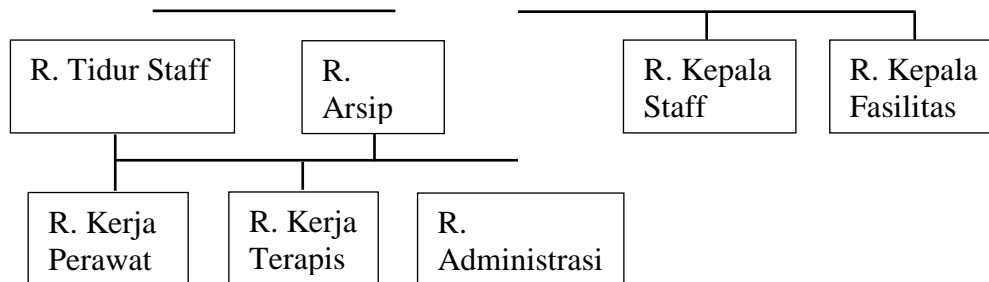 R. Tidur Staff
R.
Arsip
R. Kepala
Staff
R. Kepala
Fasilitas
R. Kerja
Perawat
R. Kerja
Terapis
R.
Administrasi